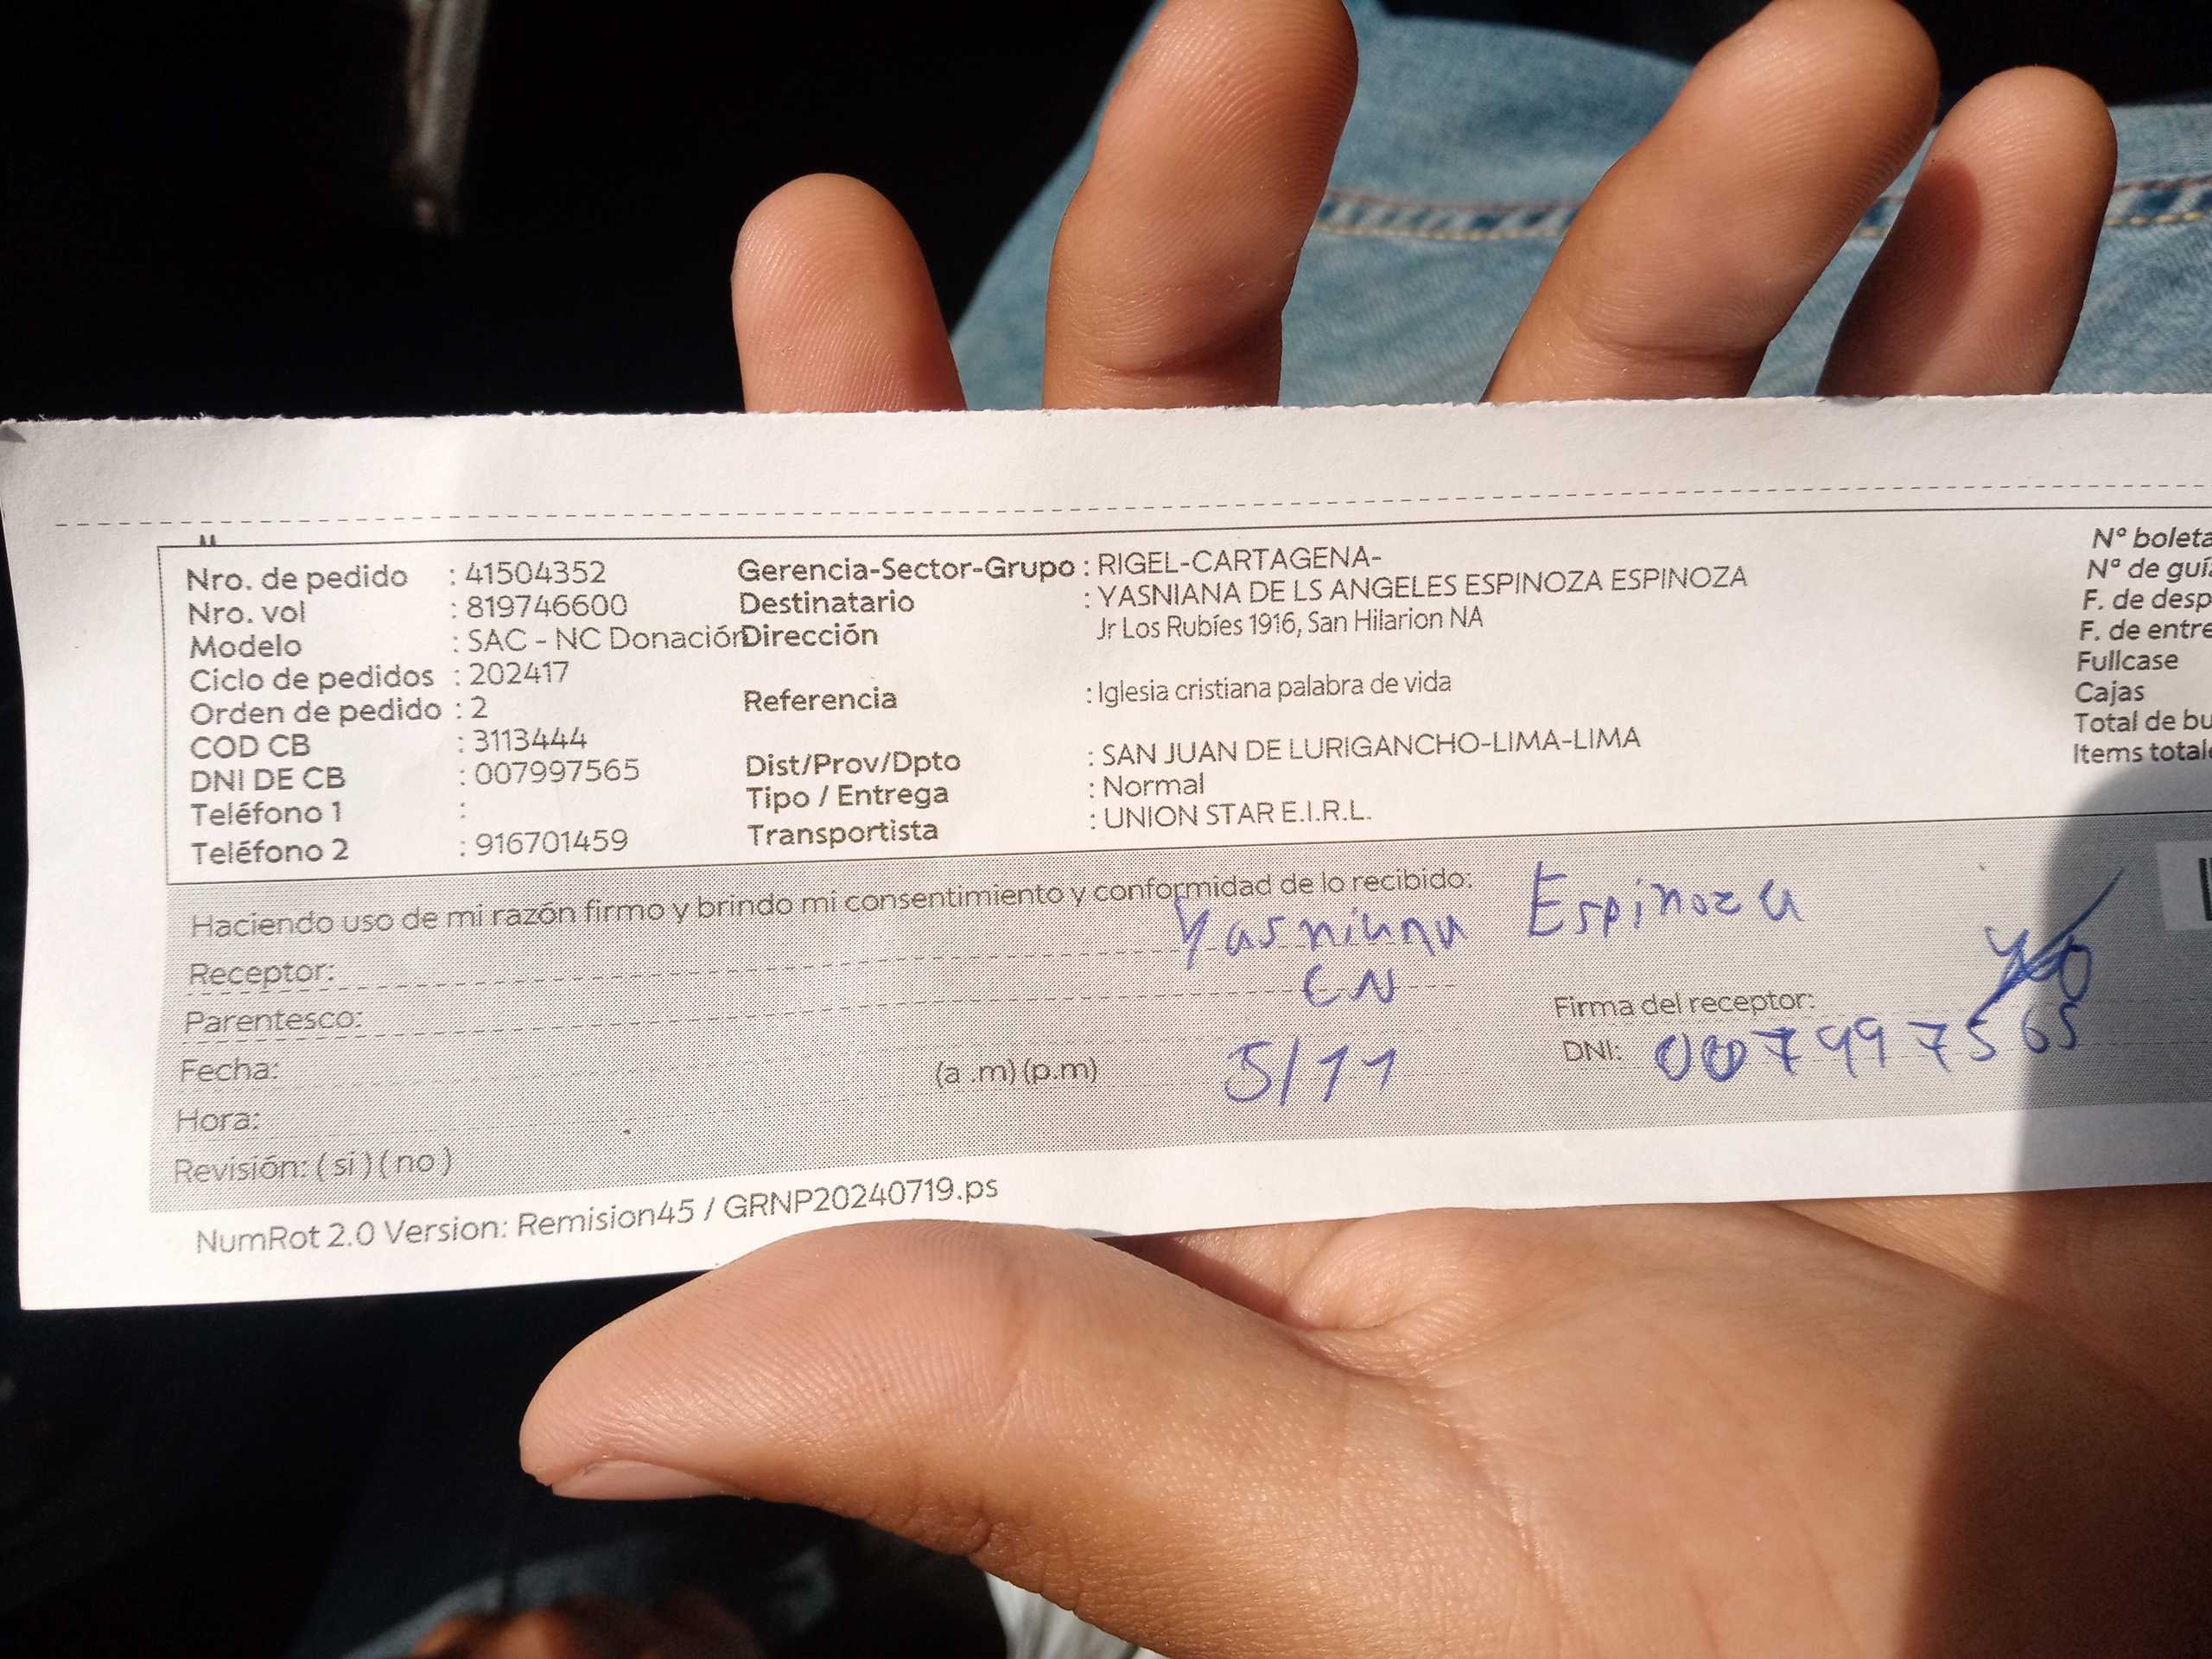 Nro. de pedido : 41504352
Nro. vol : 819746600
Modelo : SAC - NC Donación
Ciclo de pedidos : 202417
Orden de pedido : 2
COD CB : 3113444
DNI DE CB : 007997565
Teléfono 1 :
Teléfono 2 : 916701459
Gerencia-Sector-Grupo : RIGEL-CARTAGENA-
Destinatario : YASNIANA DE LS ANGELES ESPINOZA ESPINOZA
Dirección Jr Los Rubíes 1916, San Hilarion NA
Referencia : Iglesia cristiana palabra de vida
Dist/Prov/Dpto : SAN JUAN DE LURIGANCHO-LIMA-LIMA
Tipo / Entrega : Normal
Transportista : UNION STAR E.I.R.L.
N° boleta
N° de guía
F. de desp
F. de entre
Fullcase
Cajas
Total de bu
Items totale
Haciendo uso de mi razón firmo y brindo mi consentimiento y conformidad de lo recibido:
Receptor: Yasniana Espinoza
Parentesco: CN
Fecha: 5/11
(a .m) (p.m)
Hora:
Revisión: ( si ) ( no )
Firma del receptor:
DNI: 007997565
NumRot 2.0 Version: Remision45 / GRNP20240719.ps